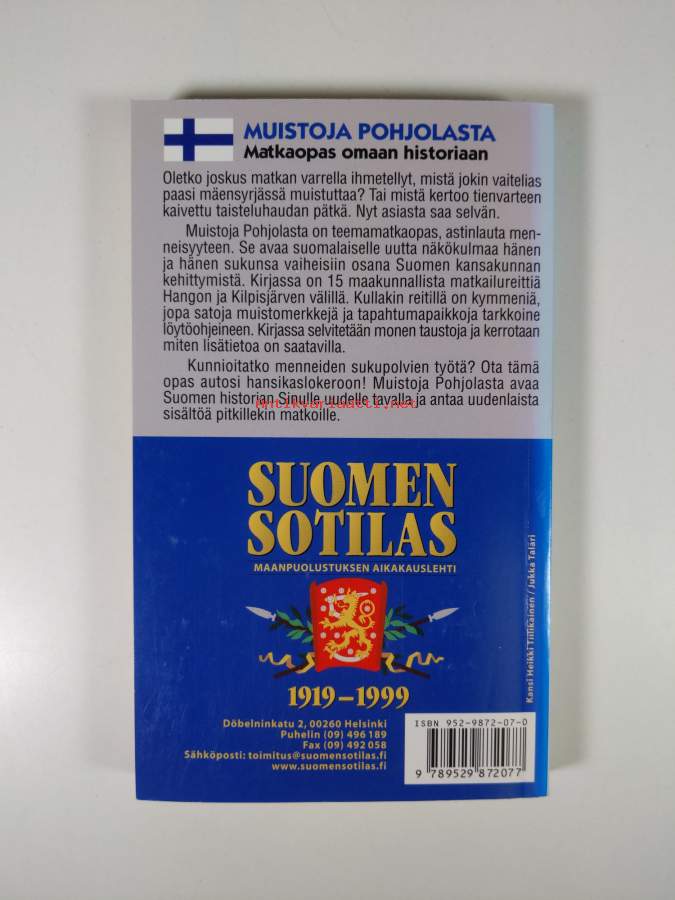 MUISTOJA POHJOLASTA
Matkaopas omaan historiaan
Oletko joskus matkan varrella ihmetellyt, mistä jokin vaitelias
paasi mäensyrjässä muistuttaa? Tai mistä kertoo tienvarteen
kaivettu taisteluhaudan pätkä. Nyt asiasta saa selvän.
Muistoja Pohjolasta on teemamatkaopas, astinlauta men-
neisyyteen. Se avaa suomalaiselle uutta näkökulmaa hänen
ja hänen sukunsa vaiheisiin osana Suomen kansakunnan
kehittymistä. Kirjassa on 15 maakunnallista matkailureittiä
Hangon ja Kilpisjärven välillä. Kullakin reitillä on kymmeniä,
jopa satoja muistomerkkejä ja tapahtumapaikkoja tarkkoine
löytöohjeineen. Kirjassa selvitetään monen taustoja ja kerrotaan
miten lisätietoa on saatavilla.
Kunnioitatko menneiden sukupolvien työtä? Ota tämä
opas autosi hansikaslokeroon! Muistoja Pohjolasta avaa
Suomen historian Sinulle uudelle tavalla ja antaa uudenlaista
sisältöä pitkillekin matkoille.
Antikvariaatti.net
SUOMEN
SOTILAS
MAANPUOLUSTUKSEN AIKAKAUSLEHTI
1919–1999
Döbelninkatu 2, 00260 Helsinki
Puhelin (09) 496 189
Fax (09) 492 058
Sähköposti: toimitus@suomensotilas.fi
www.suomensotilas.fi
ISBN 952-9872-07-0
9 789529 872077
Kansi Heikki Tiilikainen / Jukka Talari